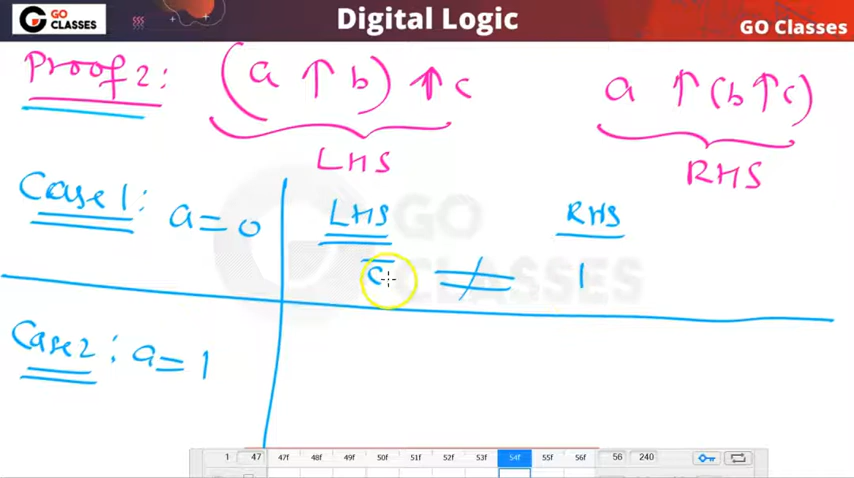 GO CLASSES
Digital Logic
GO Classes
Proof 2: (a ↑ b) ↑ c a ↑ (b ↑ c)
LHS RHS
Case 1: a = 0 LHS RHS
c̅ ≠ 1
Case 2: a = 1
GO CLASSES
1 47 47f 48f 49f 50f 51f 52f 53f 54f 55f 56 240